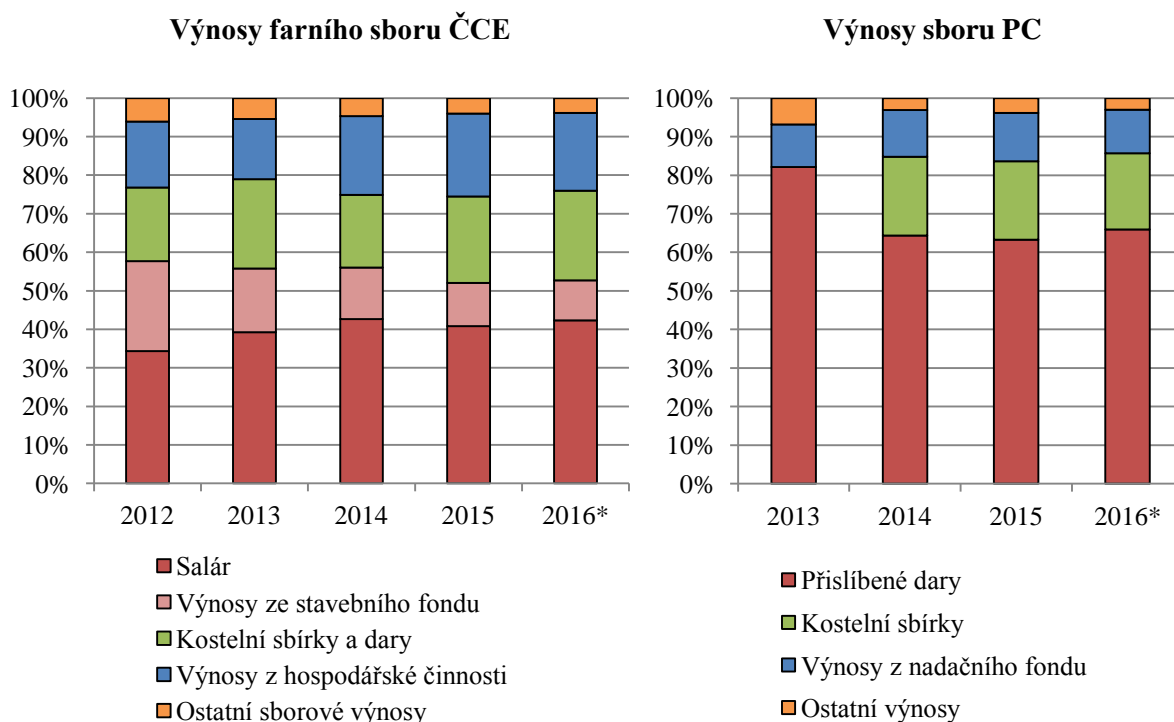 Výnosy farního sboru ČCE
100%
90%
80%
70%
60%
50%
40%
30%
20%
10%
0%
2012 2013 2014 2015 2016*
Salár
Výnosy ze stavebního fondu
Kostelní sbírky a dary
Výnosy z hospodářské činnosti
Ostatní sborové výnosy
Výnosy sboru PC
100%
90%
80%
70%
60%
50%
40%
30%
20%
10%
0%
2013 2014 2015 2016*
Přislíbené dary
Kostelní sbírky
Výnosy z nadačního fondu
Ostatní výnosy